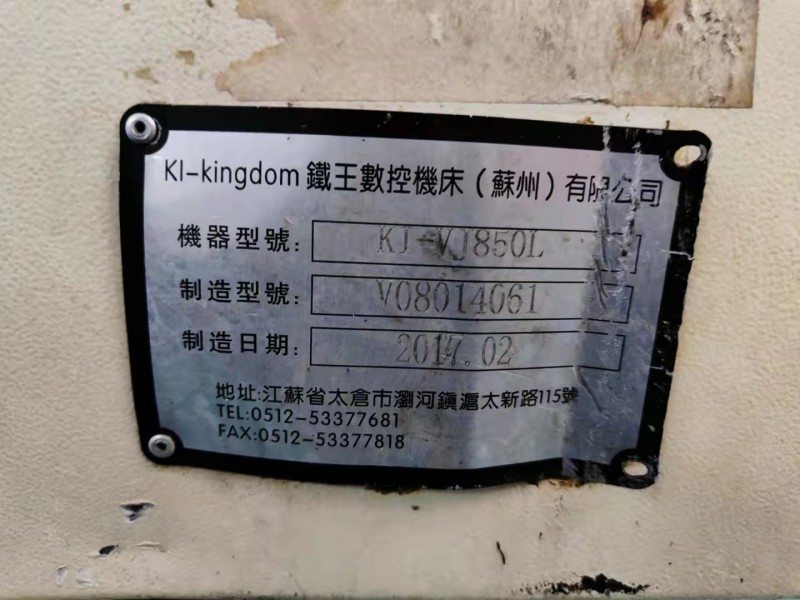 KI-kingdom 鐵王數控機床（蘇州）有限公司
機器型號： KJ-VJ850L
制造型號： V08014061
制造日期： 2017.02
地址:江蘇省太倉市瀏河鎮滬太新路115號
TEL:0512-53377681
FAX:0512-53377818